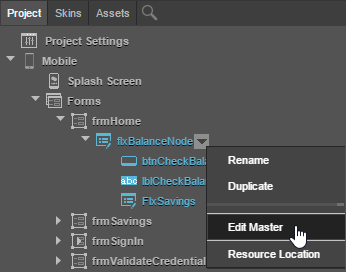 Project Skins Assets
Project Settings
Mobile
Splash Screen
Forms
frmHome
flxBalanceNode
btnCheckBala
abc lblCheckBala
FlxSavings
frmSavings
frmSignIn
frmValidateCredential
Rename
Duplicate
Edit Master
Resource Location